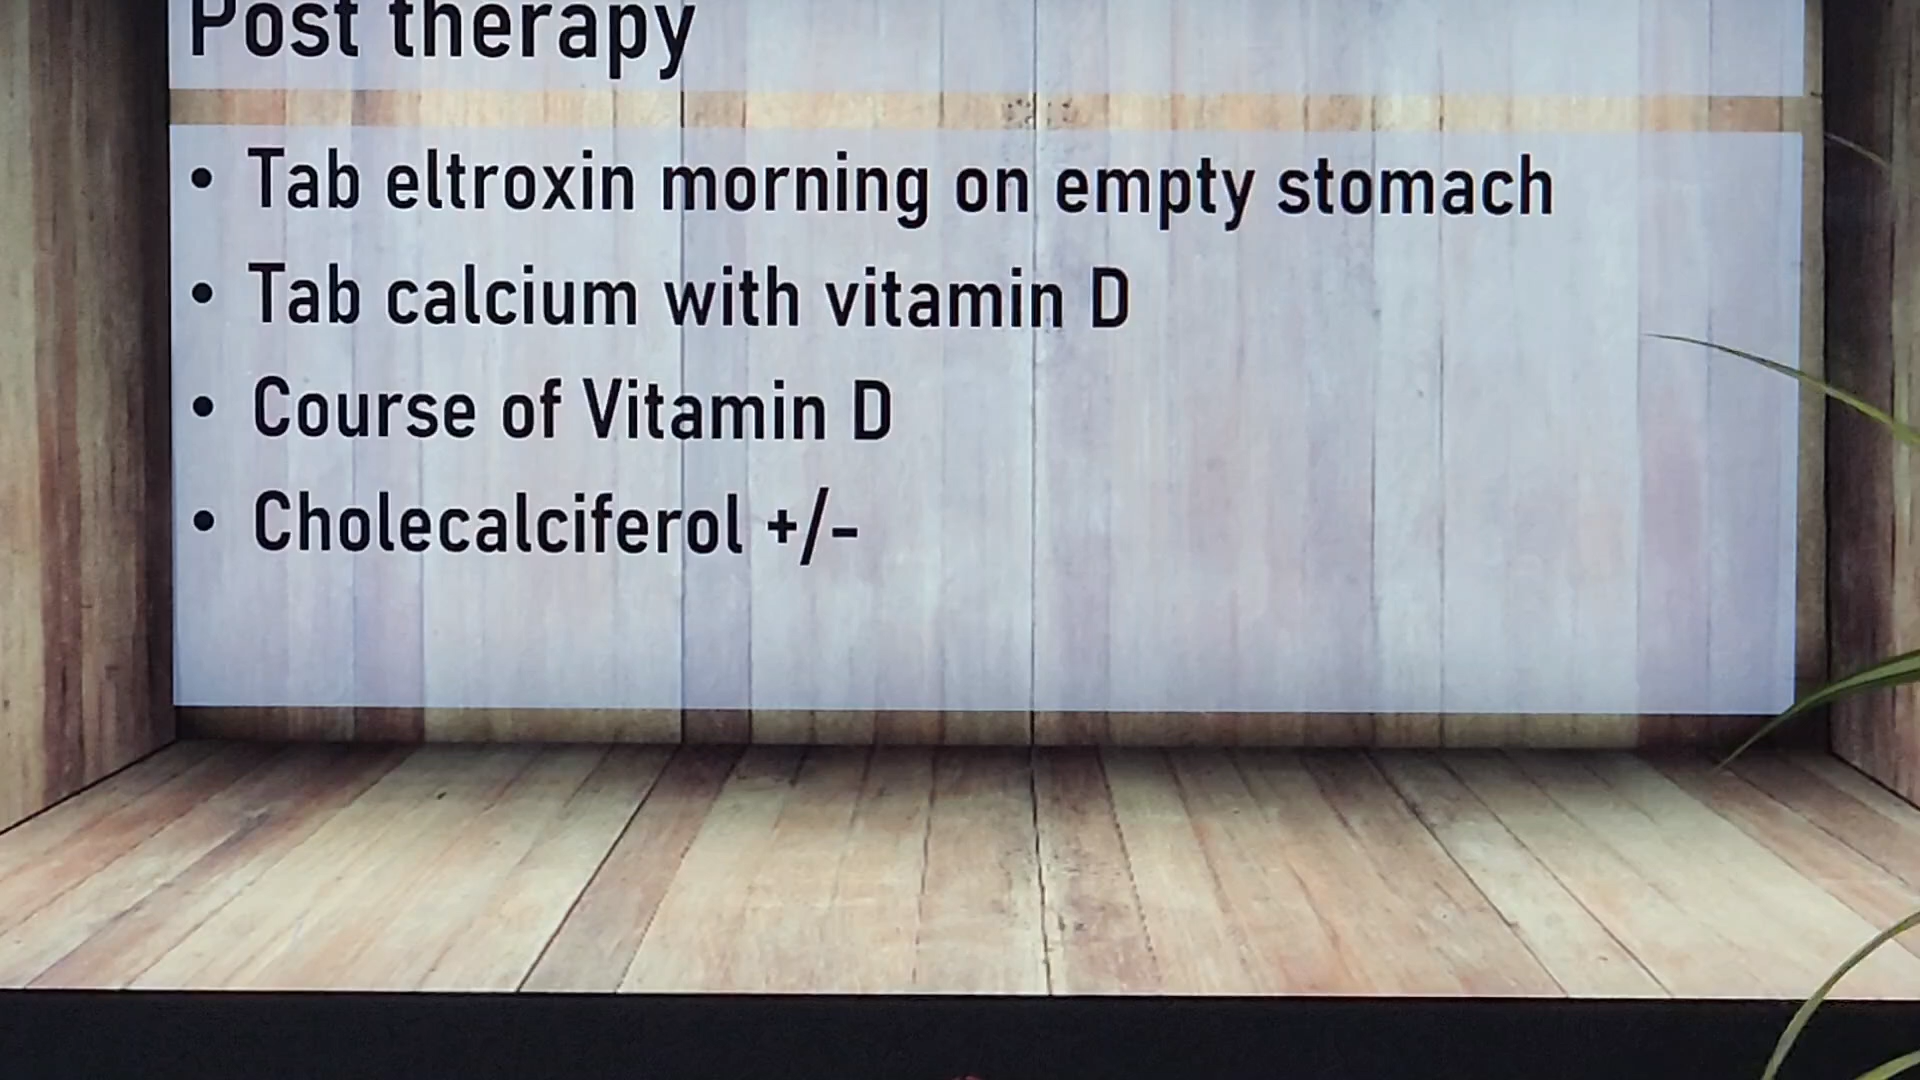 Post therapy
• Tab eltroxin morning on empty stomach
• Tab calcium with vitamin D
• Course of Vitamin D
• Cholecalciferol +/-